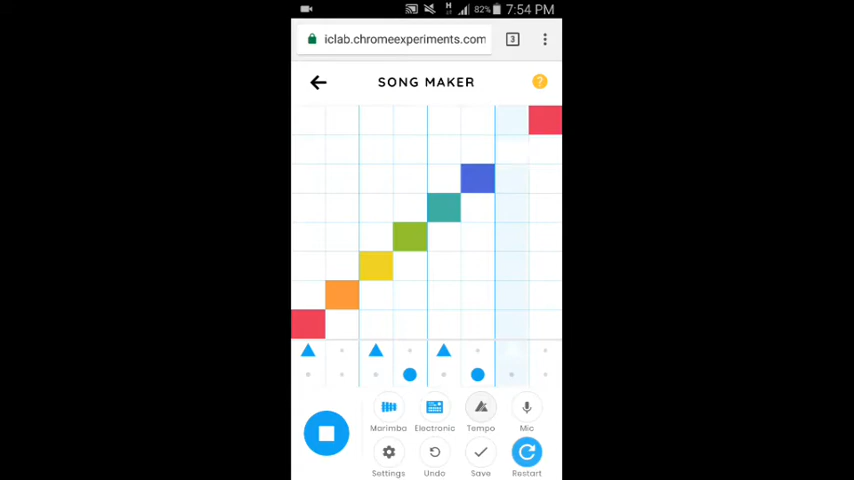 H 82% 7:54 PM
iclab.chromeexperiments.com 3
SONG MAKER ?
Marimba Electronic Tempo Mic
Settings Undo Save Restart